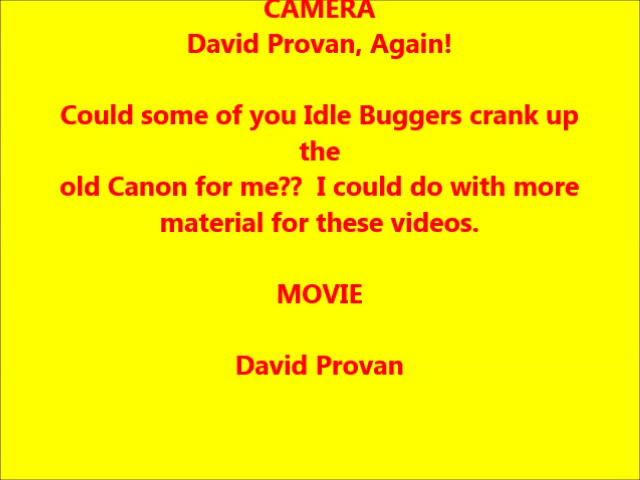 CAMERA
David Provan, Again!
Could some of you Idle Buggers crank up
the
old Canon for me??  I could do with more
material for these videos.
MOVIE
David Provan